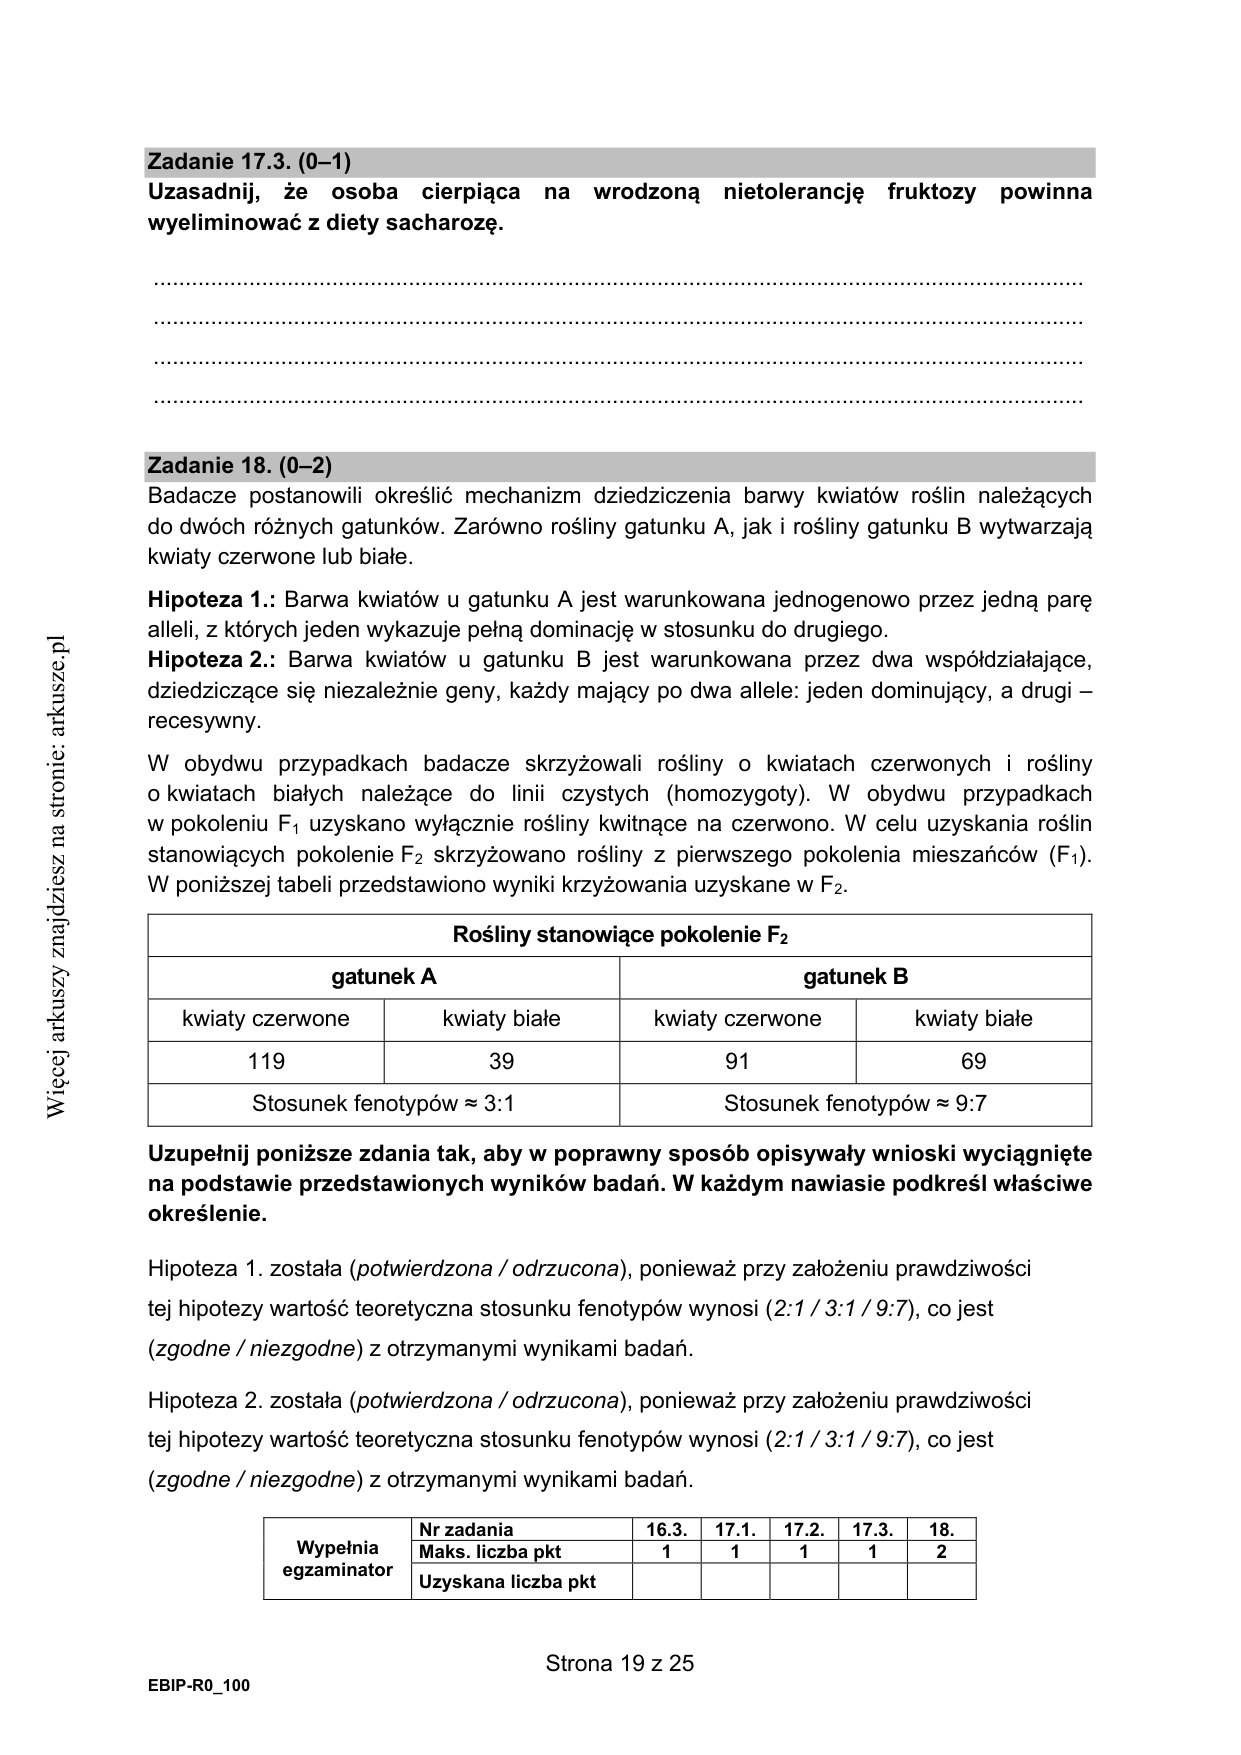 Zadanie 17.3. (0–1)
Uzasadnij, że osoba cierpiąca na wrodzoną nietolerancję fruktozy powinna
wyeliminować z diety sacharozę.
Zadanie 18. (0–2)
Badacze postanowili określić mechanizm dziedziczenia barwy kwiatów roślin należących
do dwóch różnych gatunków. Zarówno rośliny gatunku A, jak i rośliny gatunku B wytwarzają
kwiaty czerwone lub białe.
Hipoteza 1.: Barwa kwiatów u gatunku A jest warunkowana jednogenowo przez jedną parę
alleli, z których jeden wykazuje pełną dominację w stosunku do drugiego.
Hipoteza 2.: Barwa kwiatów u gatunku B jest warunkowana przez dwa współdziałające,
dziedziczące się niezależnie geny, każdy mający po dwa allele: jeden dominujący, a drugi –
recesywny.
W obydwu przypadkach badacze skrzyżowali rośliny o kwiatach czerwonych i rośliny
o kwiatach białych należące do linii czystych (homozygoty). W obydwu przypadkach
w pokoleniu F₁ uzyskano wyłącznie rośliny kwitnące na czerwono. W celu uzyskania roślin
stanowiących pokolenie F₂ skrzyżowano rośliny z pierwszego pokolenia mieszańców (F₁).
W poniższej tabeli przedstawiono wyniki krzyżowania uzyskane w F₂.
Rośliny stanowiące pokolenie F₂
gatunek A gatunek B
kwiaty czerwone kwiaty białe kwiaty czerwone kwiaty białe
119 39 91 69
Stosunek fenotypów ≈ 3:1 Stosunek fenotypów ≈ 9:7
Uzupełnij poniższe zdania tak, aby w poprawny sposób opisywały wnioski wyciągnięte
na podstawie przedstawionych wyników badań. W każdym nawiasie podkreśl właściwe
określenie.
Hipoteza 1. została (potwierdzona / odrzucona), ponieważ przy założeniu prawdziwości
tej hipotezy wartość teoretyczna stosunku fenotypów wynosi (2:1 / 3:1 / 9:7), co jest
(zgodne / niezgodne) z otrzymanymi wynikami badań.
Hipoteza 2. została (potwierdzona / odrzucona), ponieważ przy założeniu prawdziwości
tej hipotezy wartość teoretyczna stosunku fenotypów wynosi (2:1 / 3:1 / 9:7), co jest
(zgodne / niezgodne) z otrzymanymi wynikami badań.
Wypełnia egzaminator
Nr zadania 16.3. 17.1. 17.2. 17.3. 18.
Maks. liczba pkt 1 1 1 1 2
Uzyskana liczba pkt
Strona 19 z 25
EBIP-R0_100
Więcej arkuszy znajdziesz na stronie: arkusze.pl